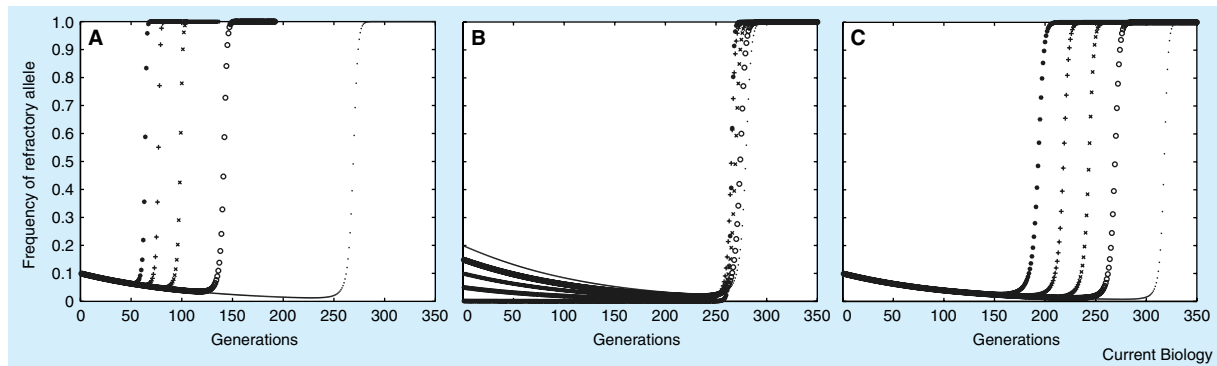 A
B
C
Frequency of refractory allele
1.0
0.9
0.8
0.7
0.6
0.5
0.4
0.3
0.2
0.1
0
0 50 100 150 200 250 300 350
0 50 100 150 200 250 300 350
0 50 100 150 200 250 300 350
Generations
Generations
Generations
Current Biology